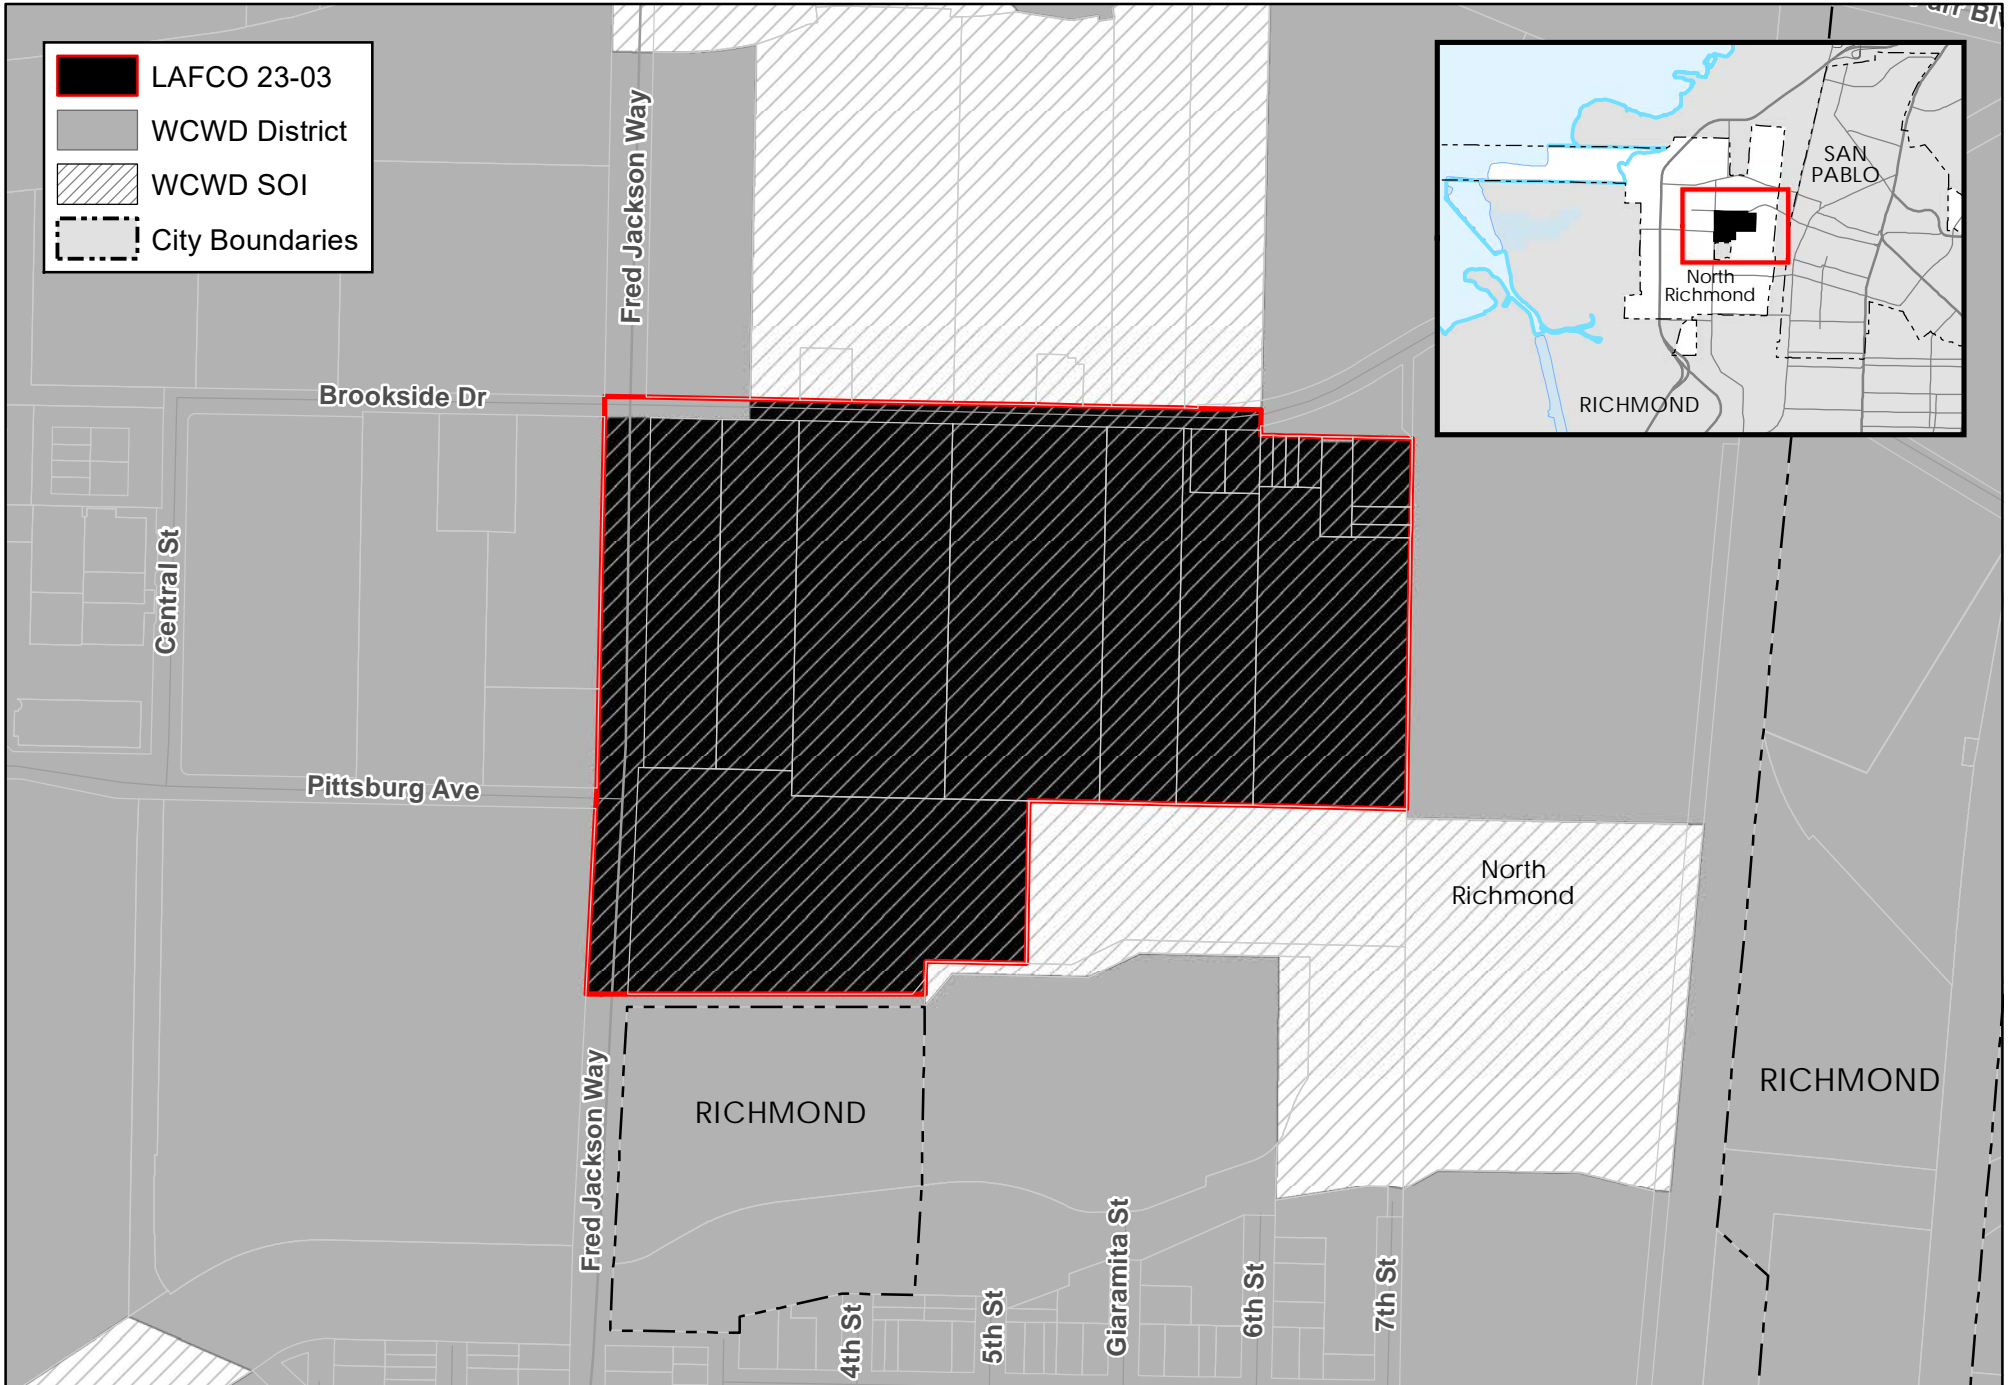 LAFCO 23-03
WCWD District
WCWD SOI
City Boundaries
Fred Jackson Way
SAN
PABLO
North
Richmond
RICHMOND
Brookside Dr
Central St
Pittsburg Ave
North
Richmond
RICHMOND
RICHMOND
Fred Jackson Way
4th St
5th St
Giaramita St
6th St
7th St